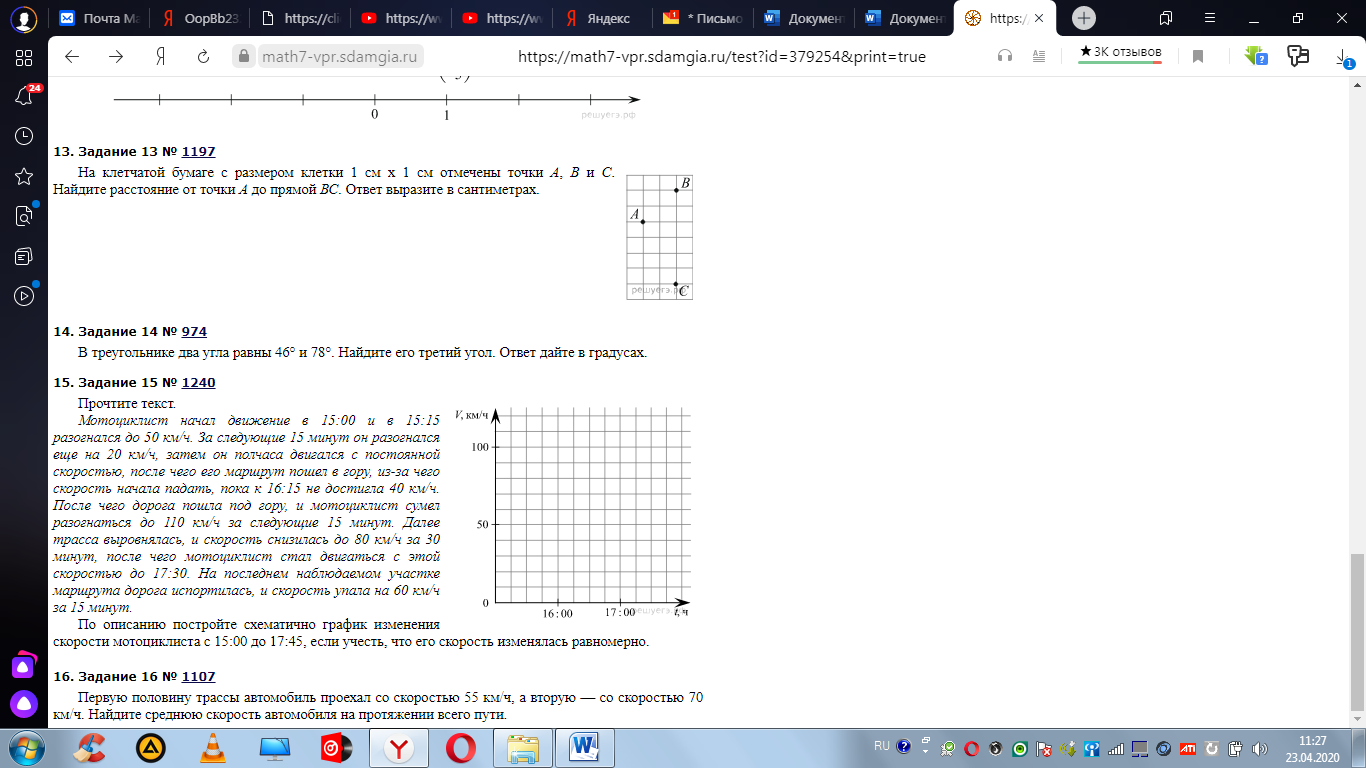 Почта Ma
OopBb23
https://cli
https://ww
https://ww
Яндекс
* Письмо
Документ
Документ
https:/
math7-vpr.sdamgia.ru
https://math7-vpr.sdamgia.ru/test?id=379254&print=true
★3K отзывов
24
1
0
1
решуегэ.рф
13. Задание 13 № 1197
На клетчатой бумаге с размером клетки 1 см x 1 см отмечены точки A, B и C.
Найдите расстояние от точки A до прямой BC. Ответ выразите в сантиметрах.
B
A
решуегэ.рф
C
14. Задание 14 № 974
В треугольнике два угла равны 46° и 78°. Найдите его третий угол. Ответ дайте в градусах.
15. Задание 15 № 1240
Прочтите текст.
Мотоциклист начал движение в 15:00 и в 15:15
разогнался до 50 км/ч. За следующие 15 минут он разогнался
еще на 20 км/ч, затем он полчаса двигался с постоянной
скоростью, после чего его маршрут пошел в гору, из-за чего
скорость начала падать, пока к 16:15 не достигла 40 км/ч.
После чего дорога пошла под гору, и мотоциклист сумел
разогнаться до 110 км/ч за следующие 15 минут. Далее
трасса выровнялась, и скорость снизилась до 80 км/ч за 30
минут, после чего мотоциклист стал двигаться с этой
скоростью до 17:30. На последнем наблюдаемом участке
маршрута дорога испортилась, и скорость упала на 60 км/ч
за 15 минут.
V, км/ч
100
50
0
16:00
17:00
решуегэ.рф
t, ч
По описанию постройте схематично график изменения
скорости мотоциклиста с 15:00 до 17:45, если учесть, что его скорость изменялась равномерно.
16. Задание 16 № 1107
Первую половину трассы автомобиль проехал со скоростью 55 км/ч, а вторую — со скоростью 70
км/ч. Найдите среднюю скорость автомобиля на протяжении всего пути.
RU
ATI
11:27
23.04.2020